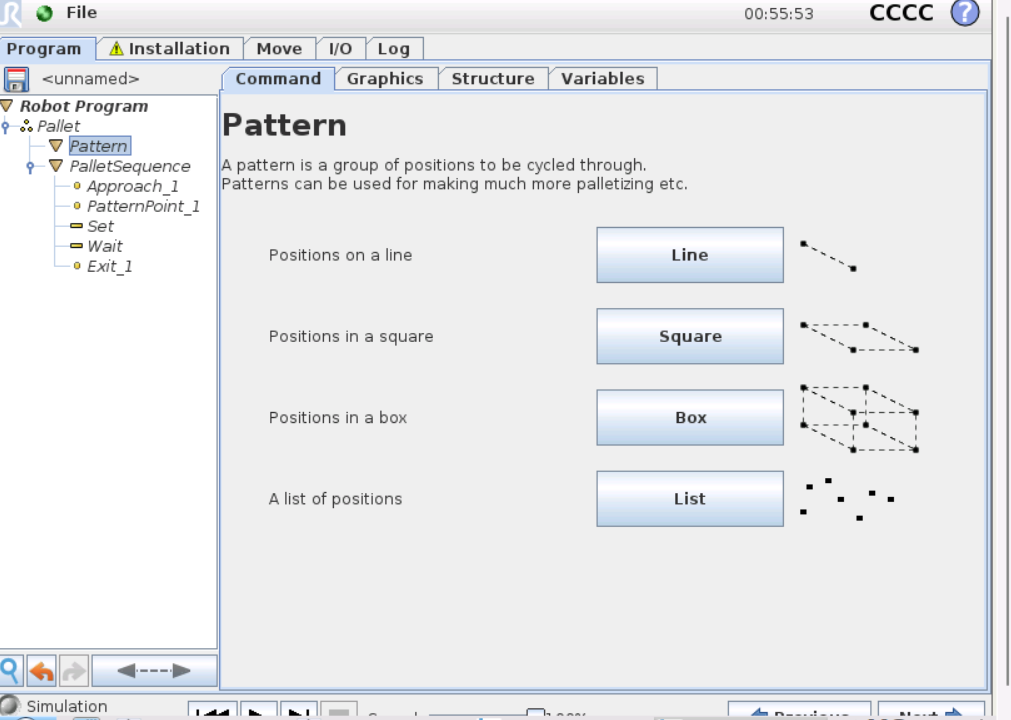 File 00:55:53 CCCC ?
Program Installation Move I/O Log
<unnamed> Command Graphics Structure Variables
Robot Program
Pallet
Pattern
PalletSequence
Approach_1
PatternPoint_1
Set
Wait
Exit_1
Pattern
A pattern is a group of positions to be cycled through.
Patterns can be used for making much more palletizing etc.
Positions on a line Line
Positions in a square Square
Positions in a box Box
A list of positions List
Simulation
Previous Next